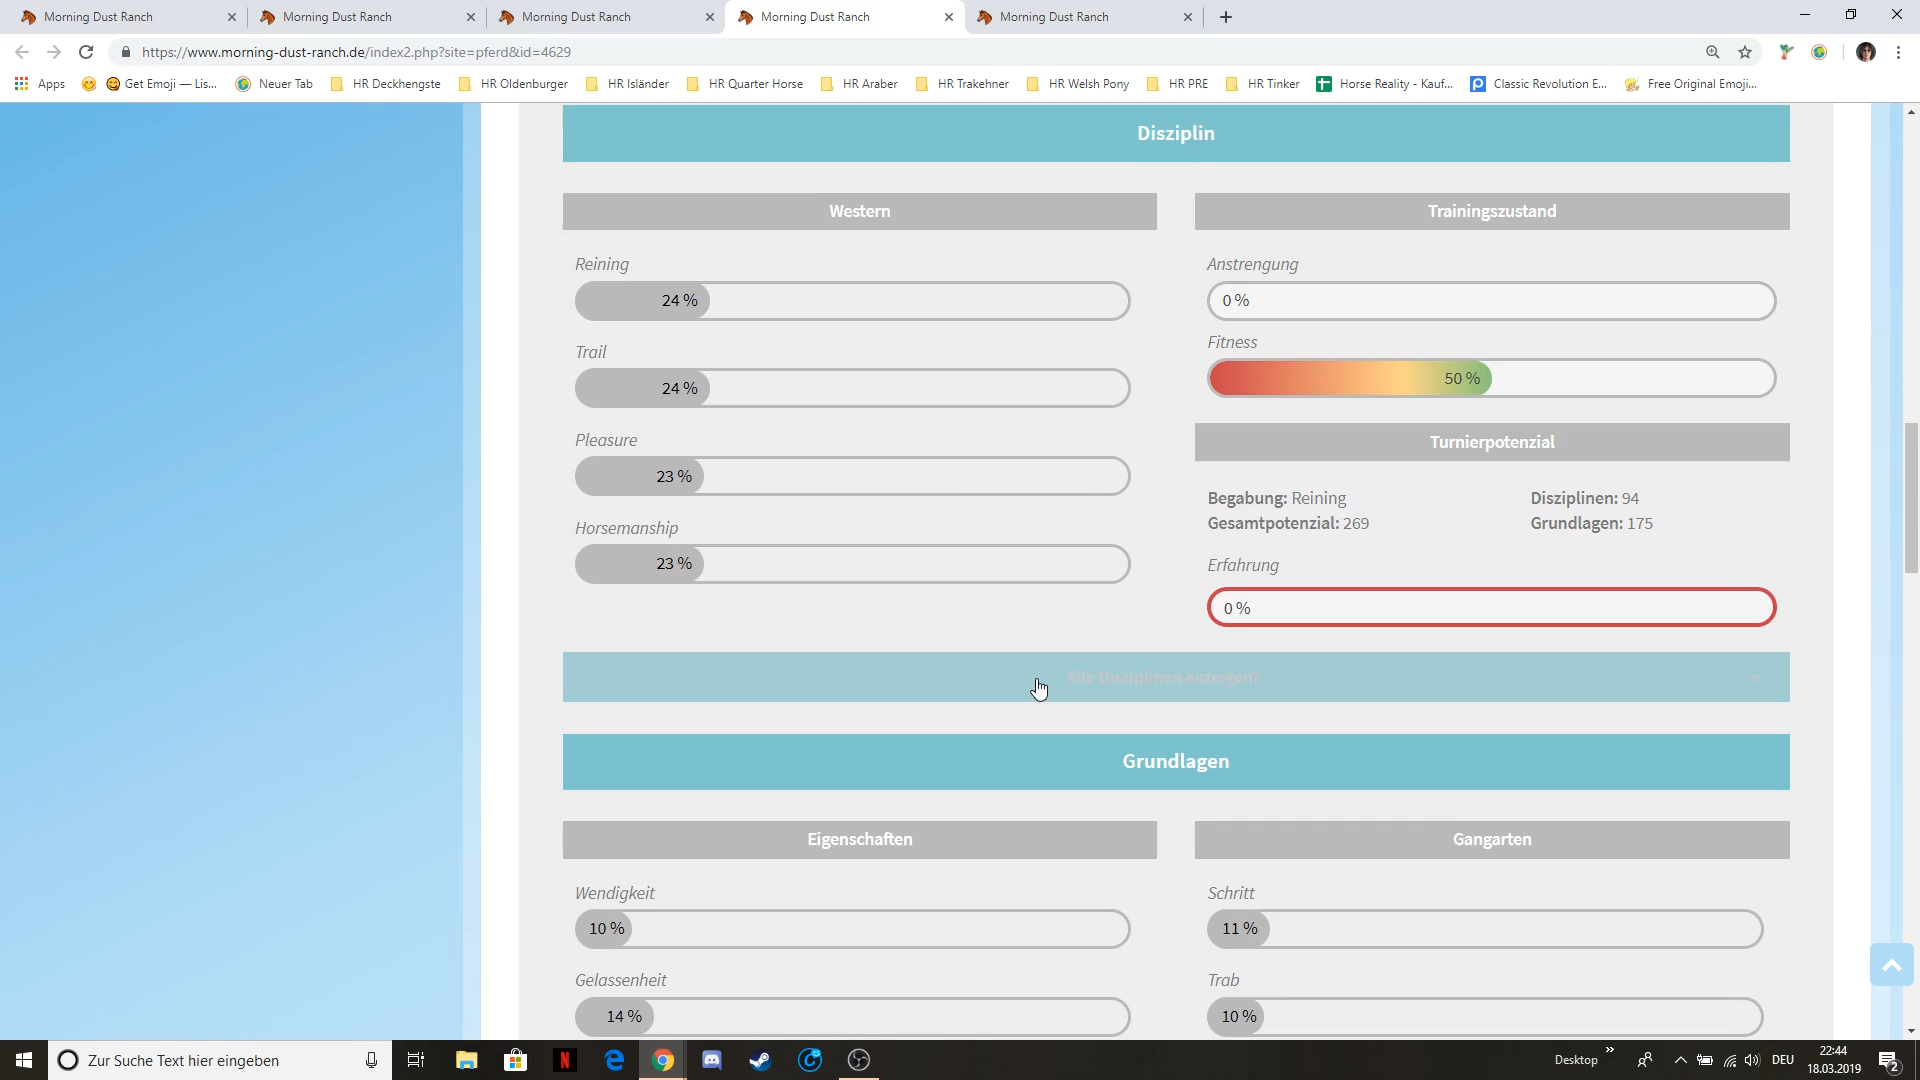 Morning Dust Ranch
Morning Dust Ranch
Morning Dust Ranch
Morning Dust Ranch
Morning Dust Ranch
https://www.morning-dust-ranch.de/index2.php?site=pferd&id=4629
Apps
Get Emoji — Lis...
Neuer Tab
HR Deckhengste
HR Oldenburger
HR Isländer
HR Quarter Horse
HR Araber
HR Trakehner
HR Welsh Pony
HR PRE
HR Tinker
Horse Reality - Kauf...
Classic Revolution E...
Free Original Emoji...
Disziplin
Western
Reining
24 %
Trail
24 %
Pleasure
23 %
Horsemanship
23 %
Trainingszustand
Anstrengung
0 %
Fitness
50 %
Turnierpotenzial
Begabung: Reining
Disziplinen: 94
Gesamtpotenzial: 269
Grundlagen: 175
Erfahrung
0 %
Alle Disziplinen anzeigen?
Grundlagen
Eigenschaften
Wendigkeit
10 %
Gelassenheit
14 %
Gangarten
Schritt
11 %
Trab
10 %
Zur Suche Text hier eingeben
Desktop
DEU
22:44
18.03.2019
2